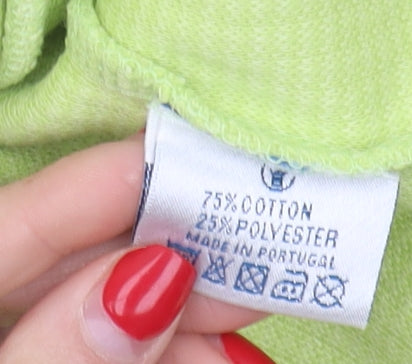 75% COTTON
25% POLYESTER
MADE IN PORTUGAL